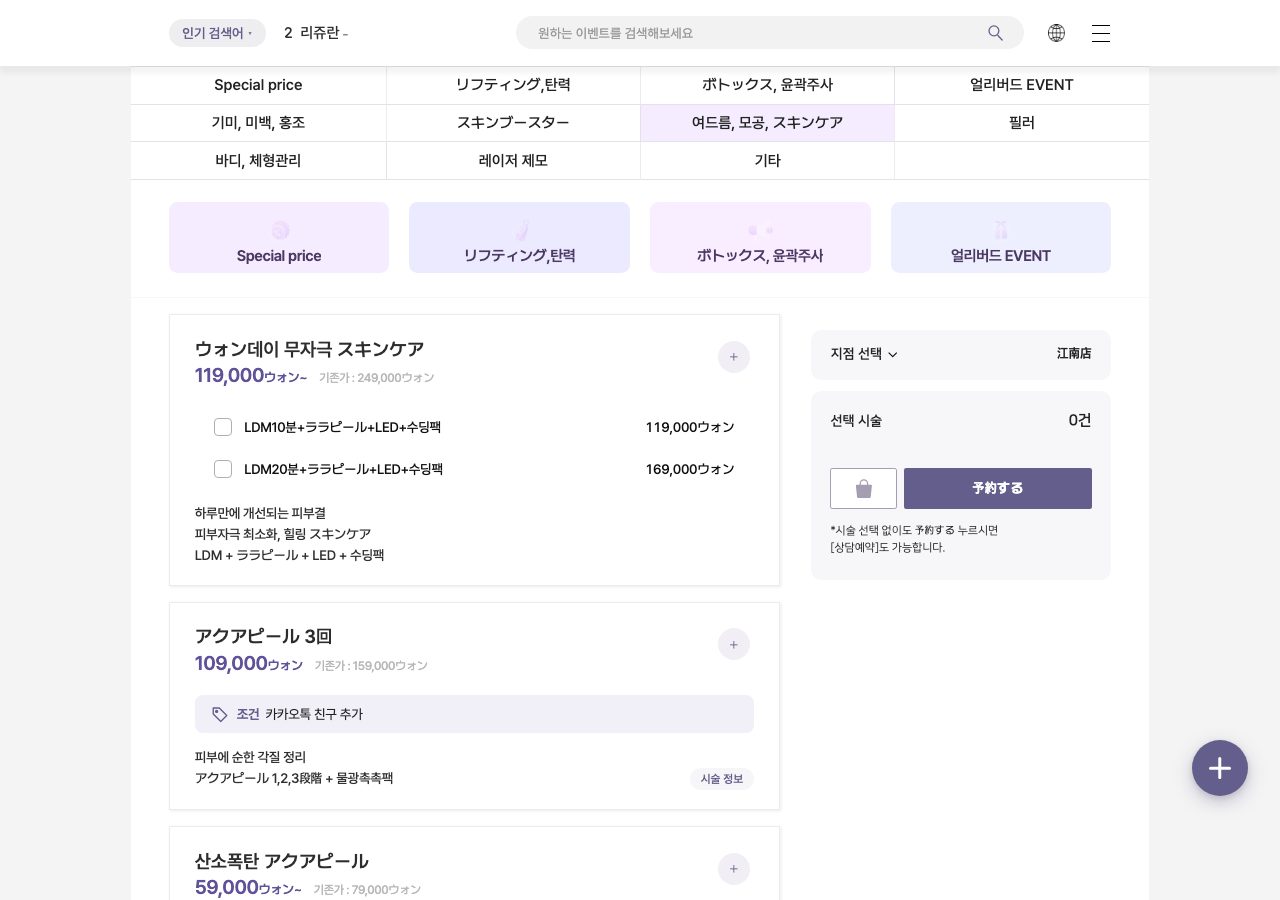 인기 검색어
2 리쥬란 -
원하는 이벤트를 검색해보세요
Special price
リフティング,탄력
ボトックス, 윤곽주사
얼리버드 EVENT
기미, 미백, 홍조
スキンブースター
여드름, 모공, スキンケア
필러
바디, 체형관리
레이저 제모
기타
Special price
リフティング,탄력
ボトックス, 윤곽주사
얼리버드 EVENT
ウォンデイ 무자극 スキンケア
119,000ウォン~ 기존가 : 249,000ウォン
LDM10분+ララピール+LED+수딩팩 119,000ウォン
LDM20分+ララピール+LED+수딩팩 169,000ウォン
하루만에 개선되는 피부결
피부자극 최소화, 힐링 スキンケア
LDM + ララピール + LED + 수딩팩
지점 선택 江南店
선택 시술 0건
予約する
*시술 선택 없이도 予約する 누르시면
[상담예약]도 가능합니다.
アクアピール 3回
109,000ウォン 기존가 : 159,000ウォン
조건 카카오톡 친구 추가
피부에 순한 각질 정리
アクアピール 1,2,3段階 + 물광촉촉팩
시술 정보
산소폭탄 アクアピール
59,000ウォン~ 기존가 : 79,000ウォン